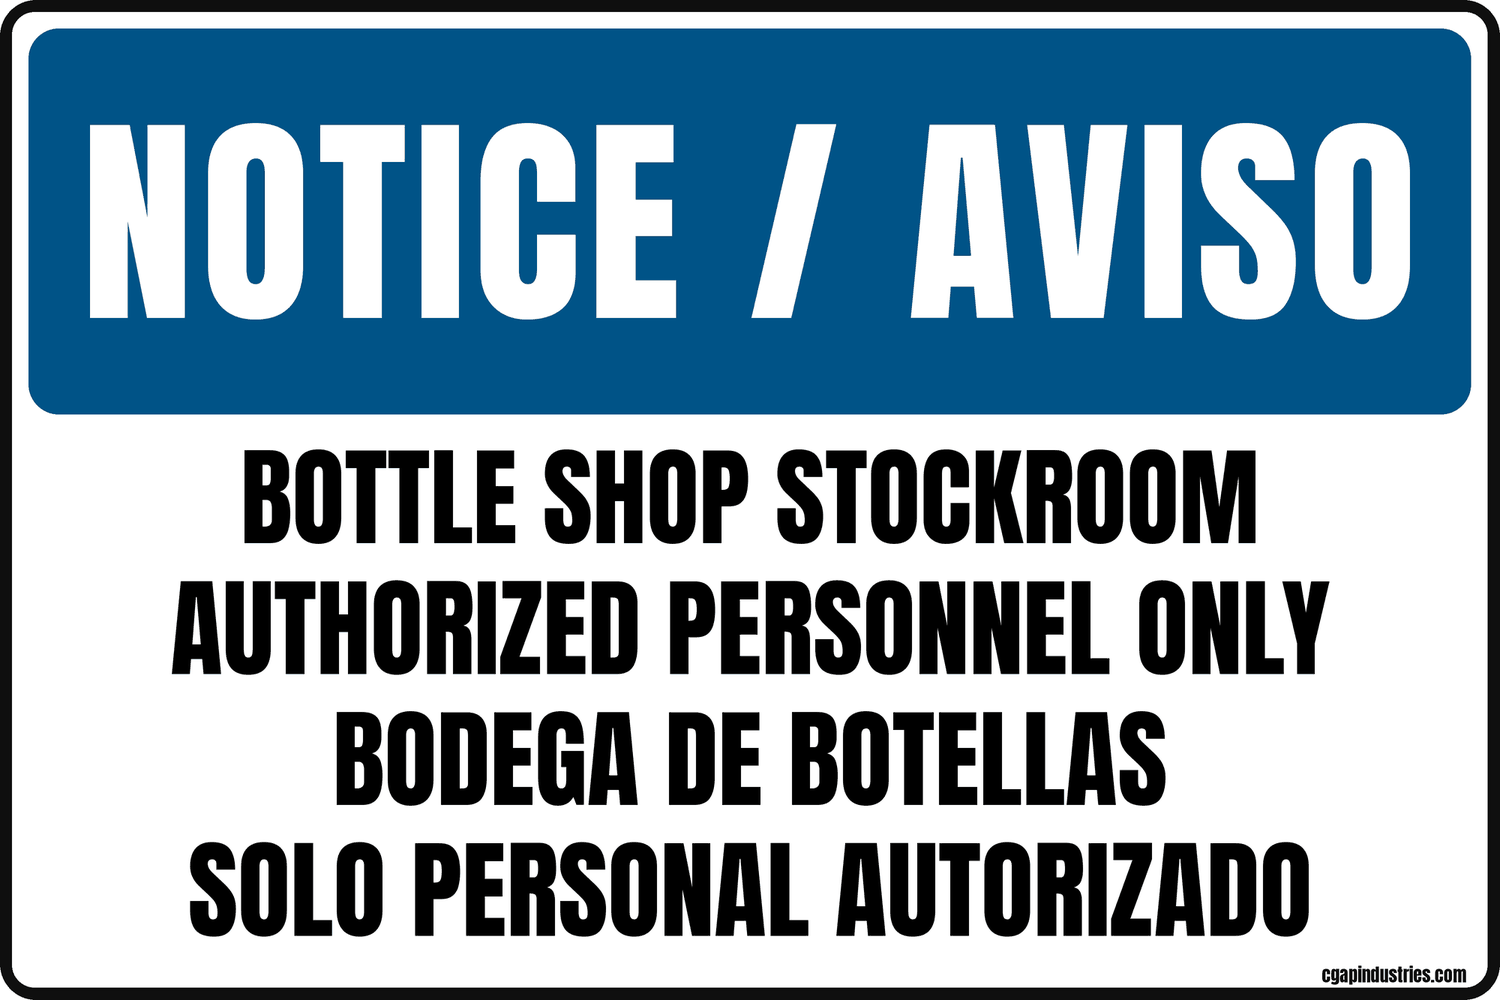 NOTICE / AVISO
BOTTLE SHOP STOCKROOM
AUTHORIZED PERSONNEL ONLY
BODEGA DE BOTELLAS
SOLO PERSONAL AUTORIZADO
cgapindustries.com